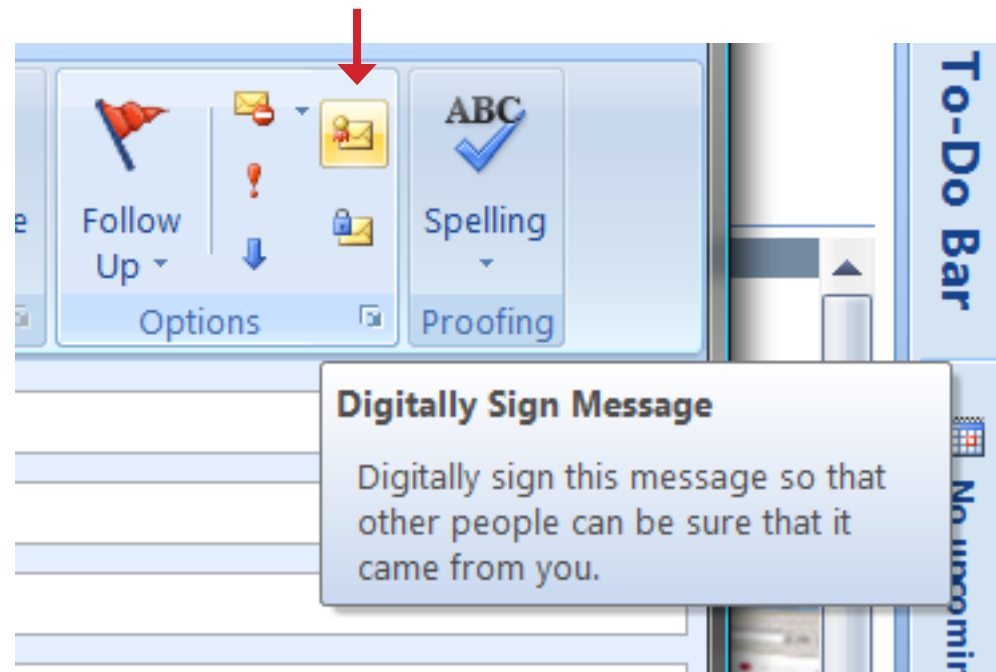 ABC
e
Follow
Up
Spelling
Options
Proofing
Digitally Sign Message
Digitally sign this message so that
other people can be sure that it
came from you.
To-Do Bar
No